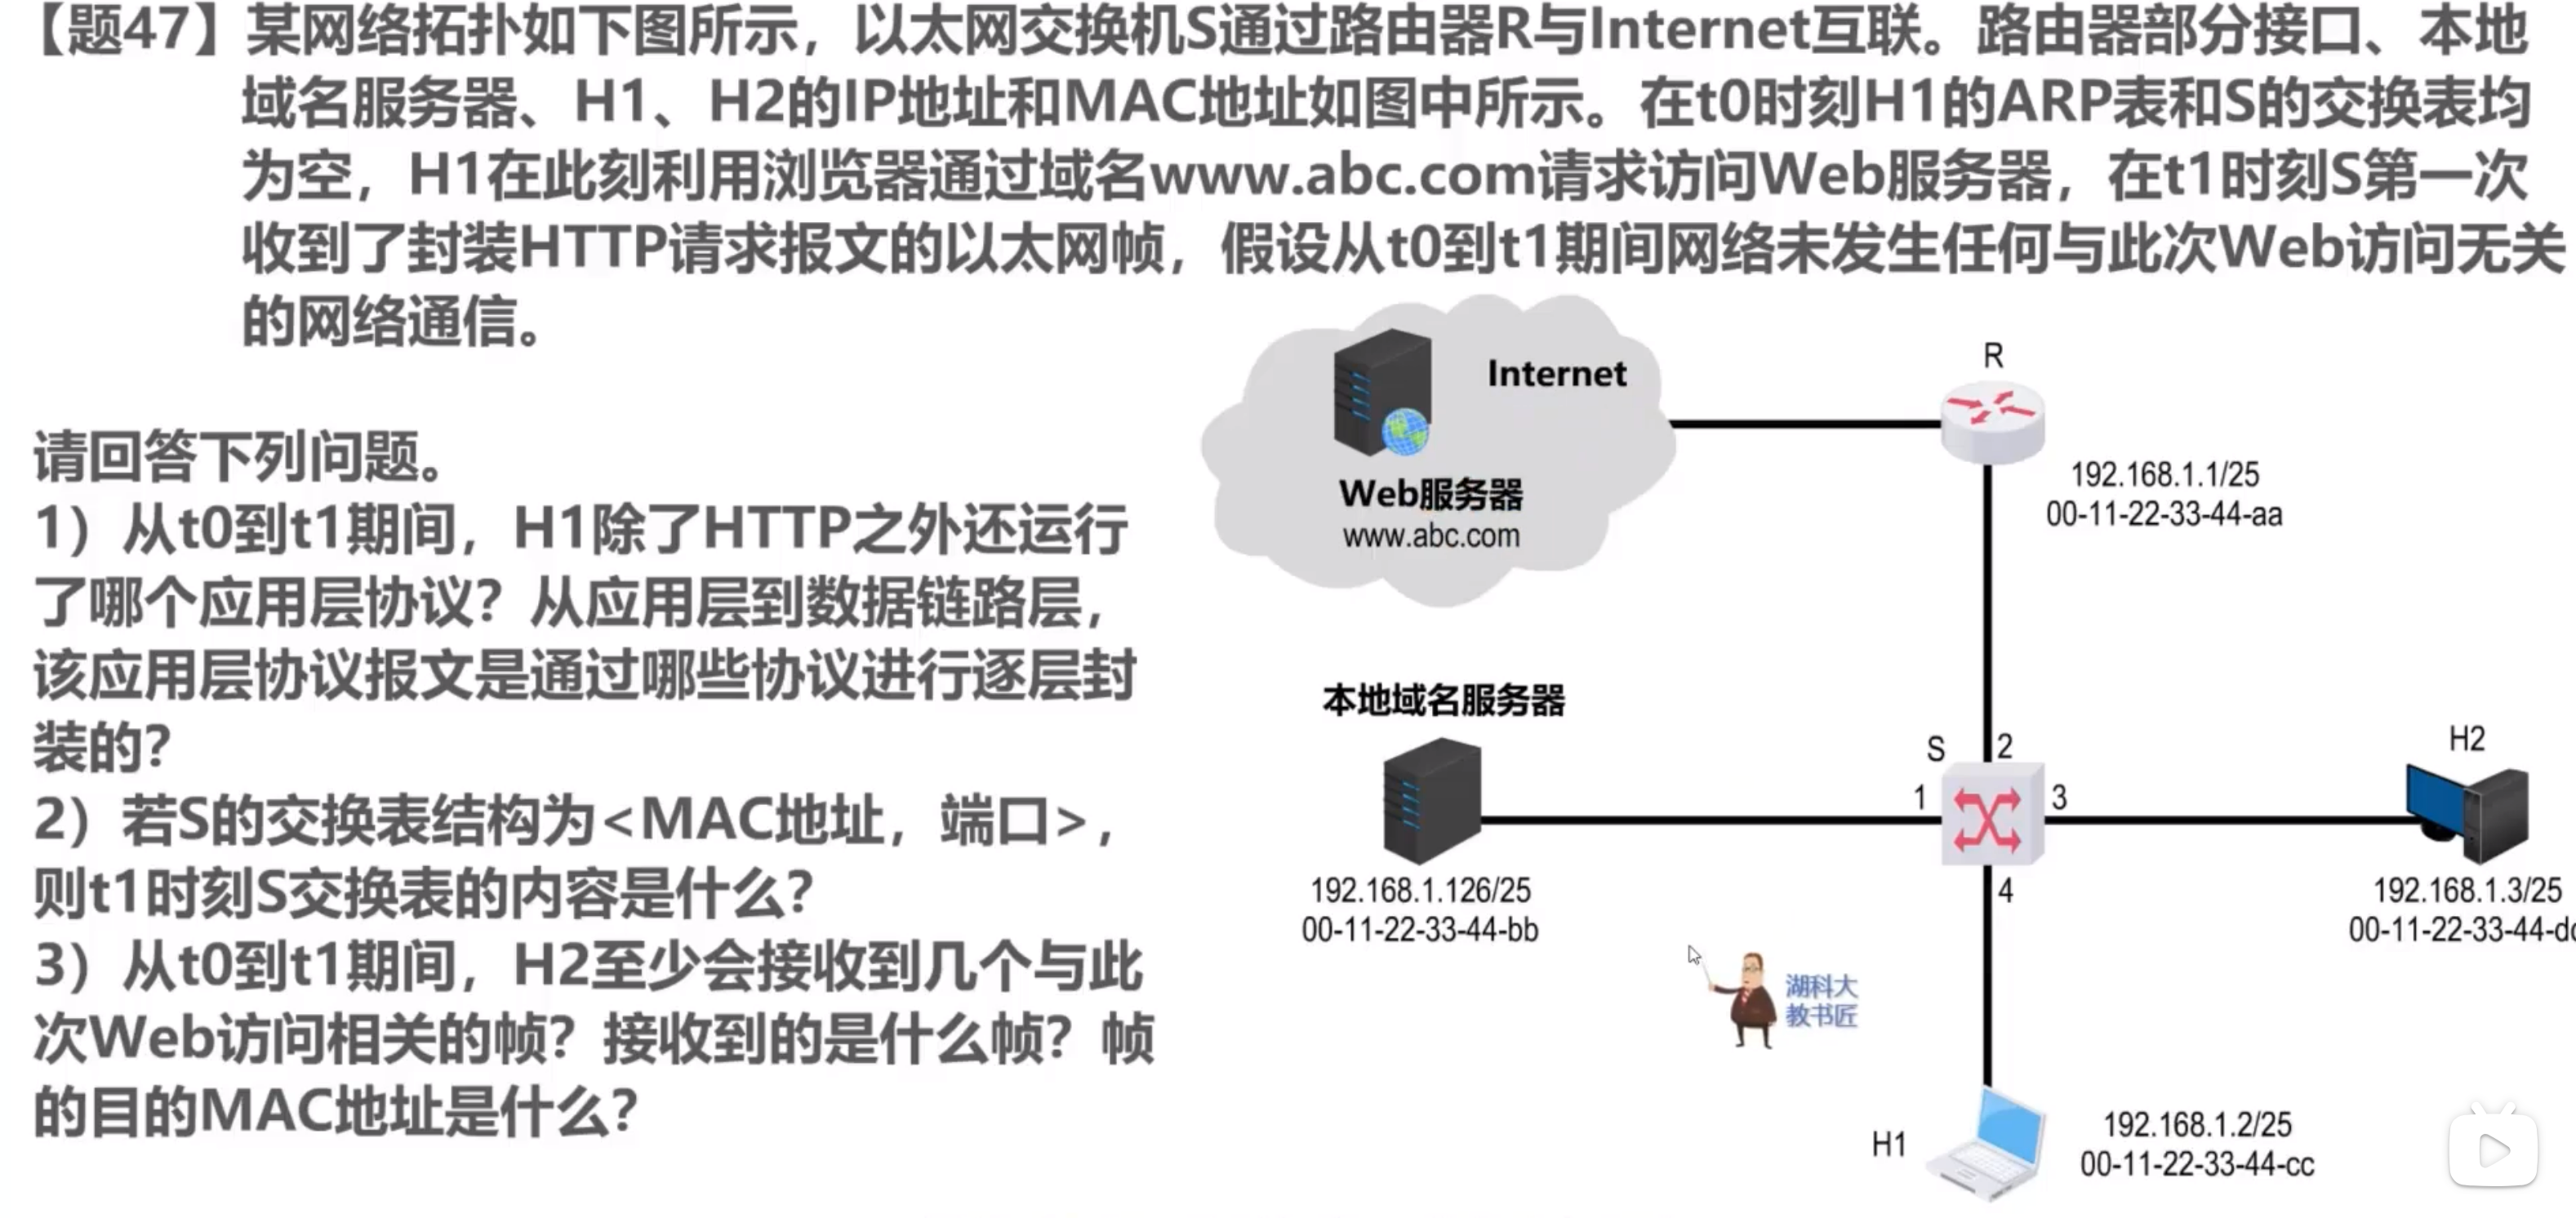 【题47】某网络拓扑如下图所示，以太网交换机S通过路由器R与Internet互联。路由器部分接口、本地
域名服务器、H1、H2的IP地址和MAC地址如图中所示。在t0时刻H1的ARP表和S的交换表均
为空，H1在此刻利用浏览器通过域名www.abc.com请求访问Web服务器，在t1时刻S第一次
收到了封装HTTP请求报文的以太网帧，假设从t0到t1期间网络未发生任何与此次Web访问无关
的网络通信。
请回答下列问题。
1）从t0到t1期间，H1除了HTTP之外还运行
了哪个应用层协议？从应用层到数据链路层，
该应用层协议报文是通过哪些协议进行逐层封
装的？
2）若S的交换表结构为<MAC地址，端口>，
则t1时刻S交换表的内容是什么？
3）从t0到t1期间，H2至少会接收到几个与此
次Web访问相关的帧？接收到的是什么帧？帧
的目的MAC地址是什么？
Internet
Web服务器
www.abc.com
R
192.168.1.1/25
00-11-22-33-44-aa
本地域名服务器
192.168.1.126/25
00-11-22-33-44-bb
S
2
1
3
4
H2
192.168.1.3/25
00-11-22-33-44-d
湖科大
教书匠
H1
192.168.1.2/25
00-11-22-33-44-cc